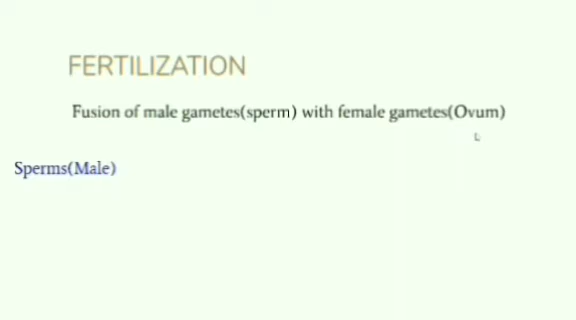 FERTILIZATION
Fusion of male gametes(sperm) with female gametes(Ovum)
Sperms(Male)